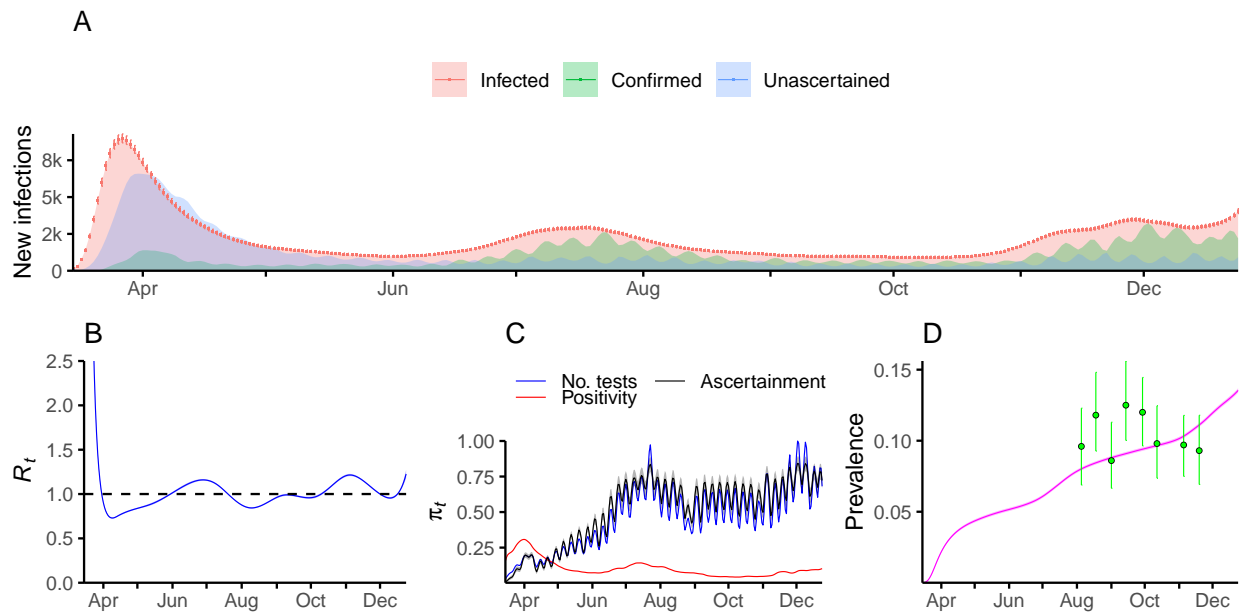 A
Infected Confirmed Unascertained
New infections
8k
5k
2k
0
Apr Jun Aug Oct Dec
B
R_t
2.5
2.0
1.5
1.0
0.5
0.0
Apr Jun Aug Oct Dec
C
No. tests Ascertainment
Positivity
π_t
1.00
0.75
0.50
0.25
Apr Jun Aug Oct Dec
D
Prevalence
0.15
0.10
0.05
Apr Jun Aug Oct Dec